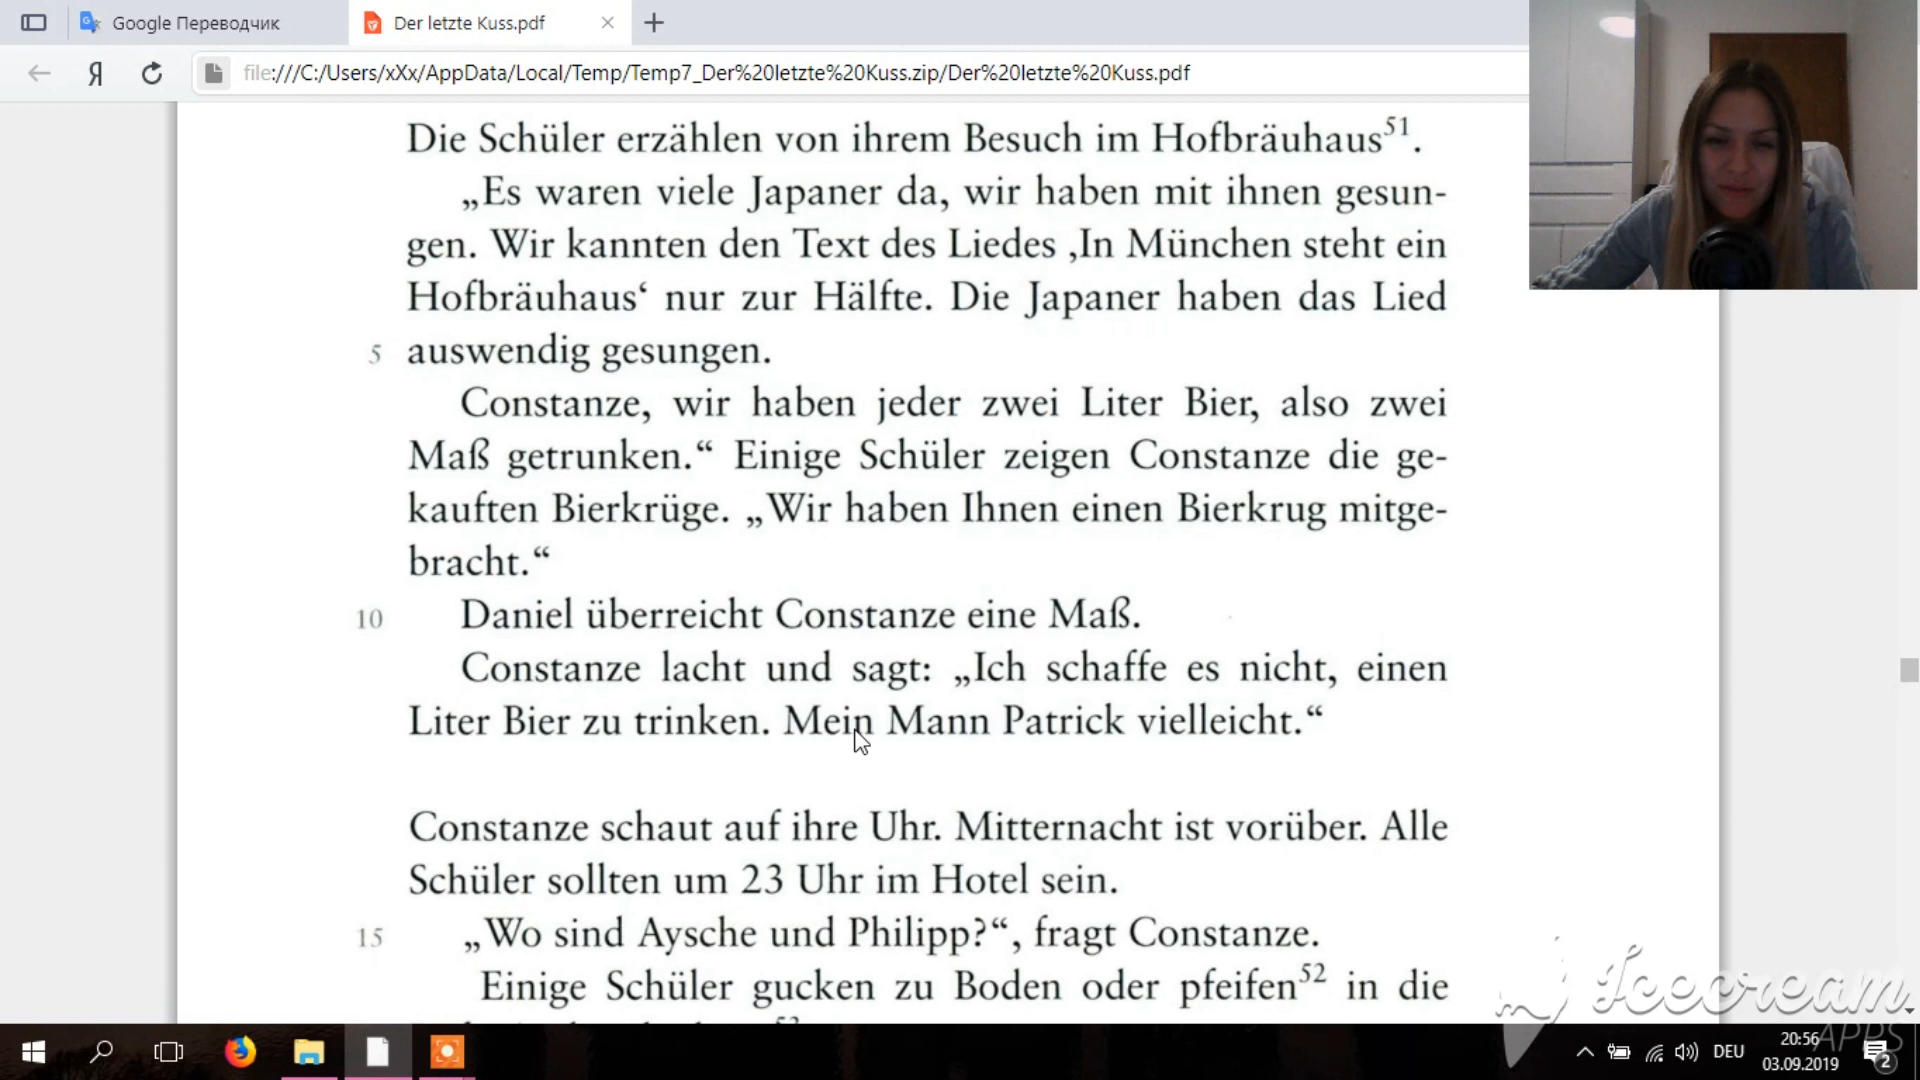 Google Переводчик
Der letzte Kuss.pdf
Я
file:///C:/Users/xXx/AppData/Local/Temp/Temp7_Der%20letzte%20Kuss.zip/Der%20letzte%20Kuss.pdf
Die Schüler erzählen von ihrem Besuch im Hofbräuhaus51.
„Es waren viele Japaner da, wir haben mit ihnen gesun-
gen. Wir kannten den Text des Liedes ‚In München steht ein
Hofbräuhaus‘ nur zur Hälfte. Die Japaner haben das Lied
5 auswendig gesungen.
Constanze, wir haben jeder zwei Liter Bier, also zwei
Maß getrunken.“ Einige Schüler zeigen Constanze die ge-
kauften Bierkrüge. „Wir haben Ihnen einen Bierkrug mitge-
bracht.“
10 Daniel überreicht Constanze eine Maß.
Constanze lacht und sagt: „Ich schaffe es nicht, einen
Liter Bier zu trinken. Mein Mann Patrick vielleicht.“
Constanze schaut auf ihre Uhr. Mitternacht ist vorüber. Alle
Schüler sollten um 23 Uhr im Hotel sein.
15 „Wo sind Aysche und Philipp?“, fragt Constanze.
Einige Schüler gucken zu Boden oder pfeifen52 in die
Icecream
APPS
DEU
20:56
03.09.2019
2